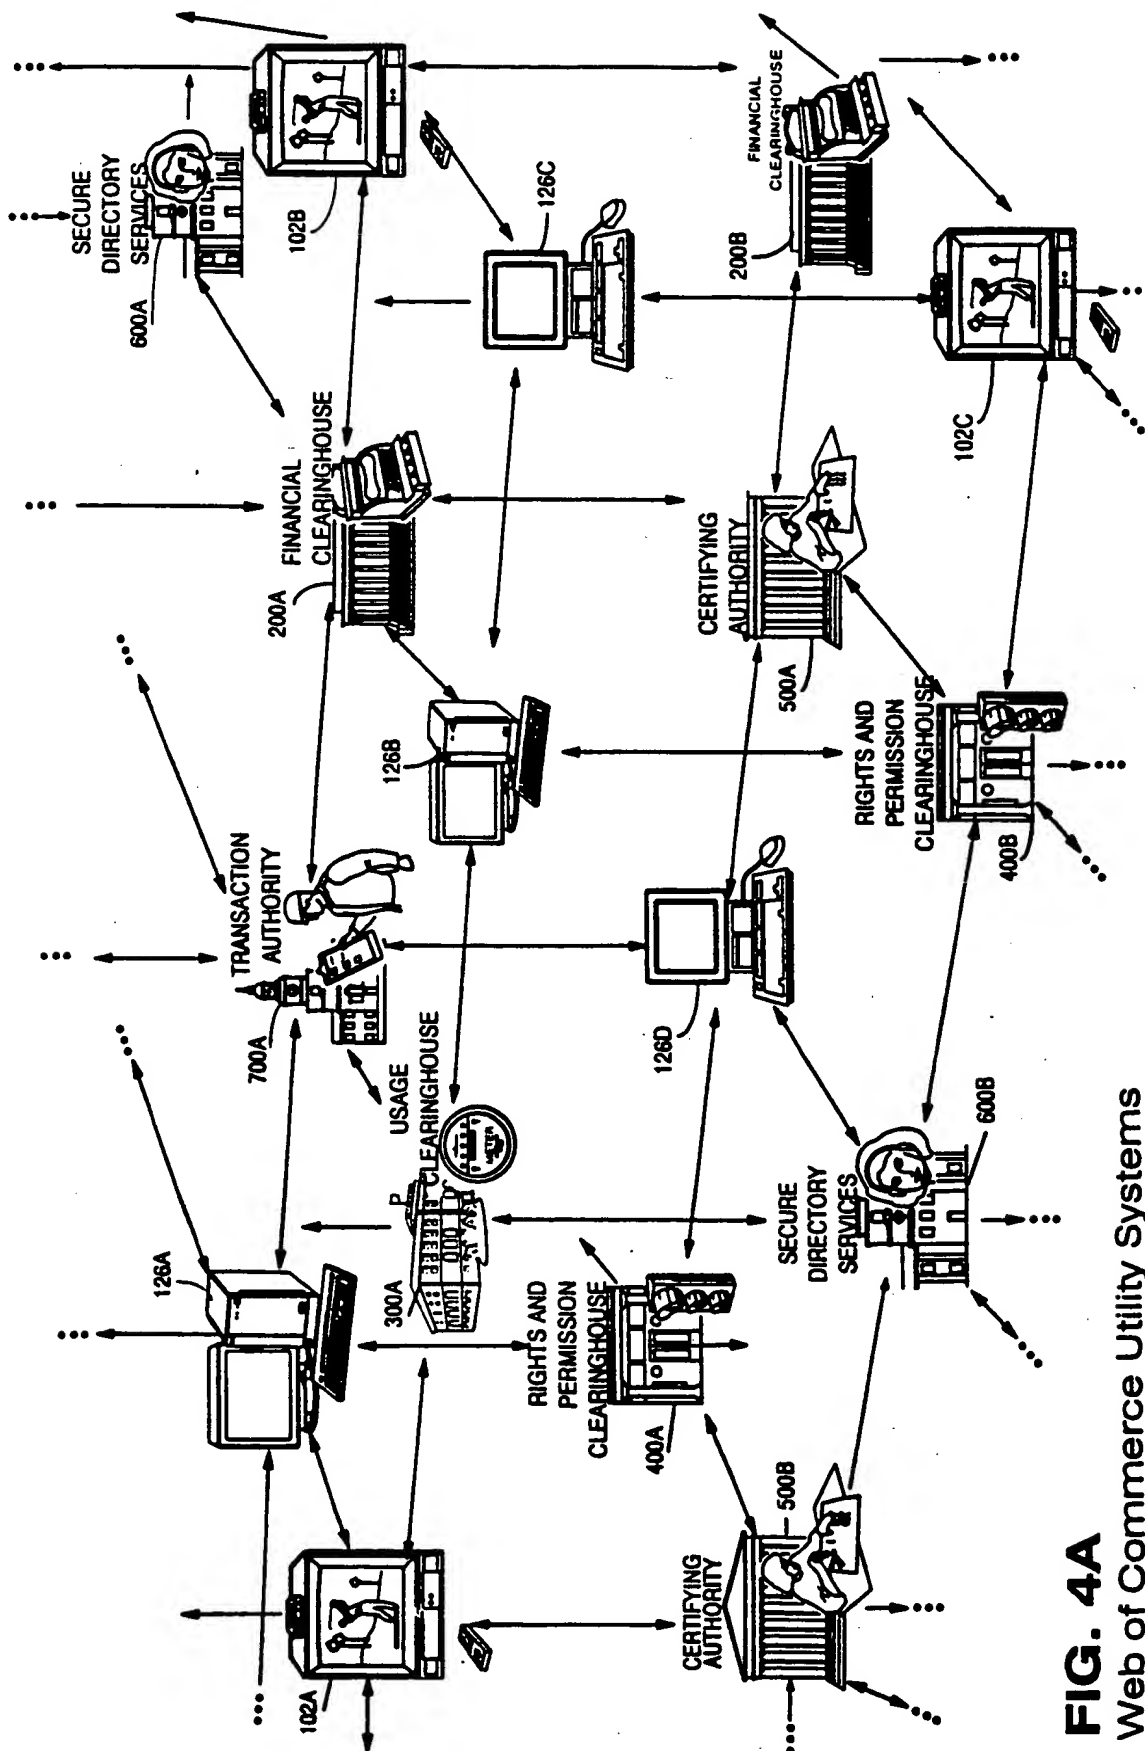 102A
126A
700A
TRANSACTION
AUTHORITY
200A
FINANCIAL
CLEARINGHOUSE
600A
SECURE
DIRECTORY
SERVICES
102B
300A
USAGE
CLEARINGHOUSE
P
METER
126B
126C
RIGHTS AND
PERMISSION
CLEARINGHOUSE
400A
126D
CERTIFYING
AUTHORITY
500A
200B
FINANCIAL
CLEARINGHOUSE
CERTIFYING
AUTHORITY
500B
SECURE
DIRECTORY
SERVICES
600B
RIGHTS AND
PERMISSION
CLEARINGHOUSE
400B
102C
FIG. 4A
Web of Commerce Utility Systems